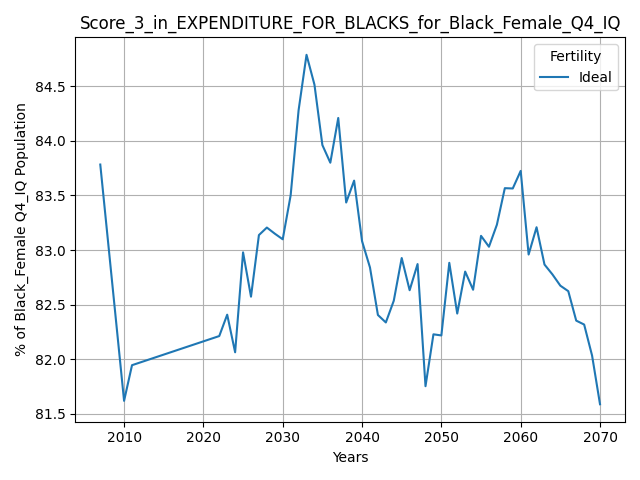 Score_3_in_EXPENDITURE_FOR_BLACKS_for_Black_Female_Q4_IQ
Fertility
Ideal
% of Black_Female Q4_IQ Population
84.5
84.0
83.5
83.0
82.5
82.0
81.5
2010 2020 2030 2040 2050 2060 2070
Years